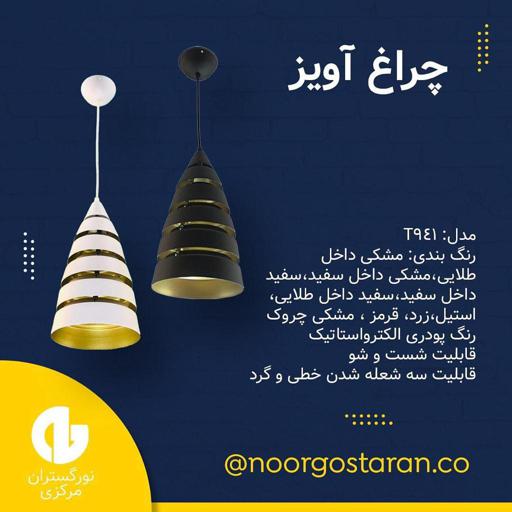 چراغ آویز
مدل: T٩٤١
رنگ بندی: مشکی داخل
طلایی،مشکی داخل سفید،سفید
داخل سفید،سفید داخل طلایی،
استیل،زرد، قرمز ، مشکی چروک
رنگ پودری الکترواستاتیک
قابلیت شست و شو
قابلیت سه شعله شدن خطی و گرد
نورگستران
مرکزی
@noorgostaran.co